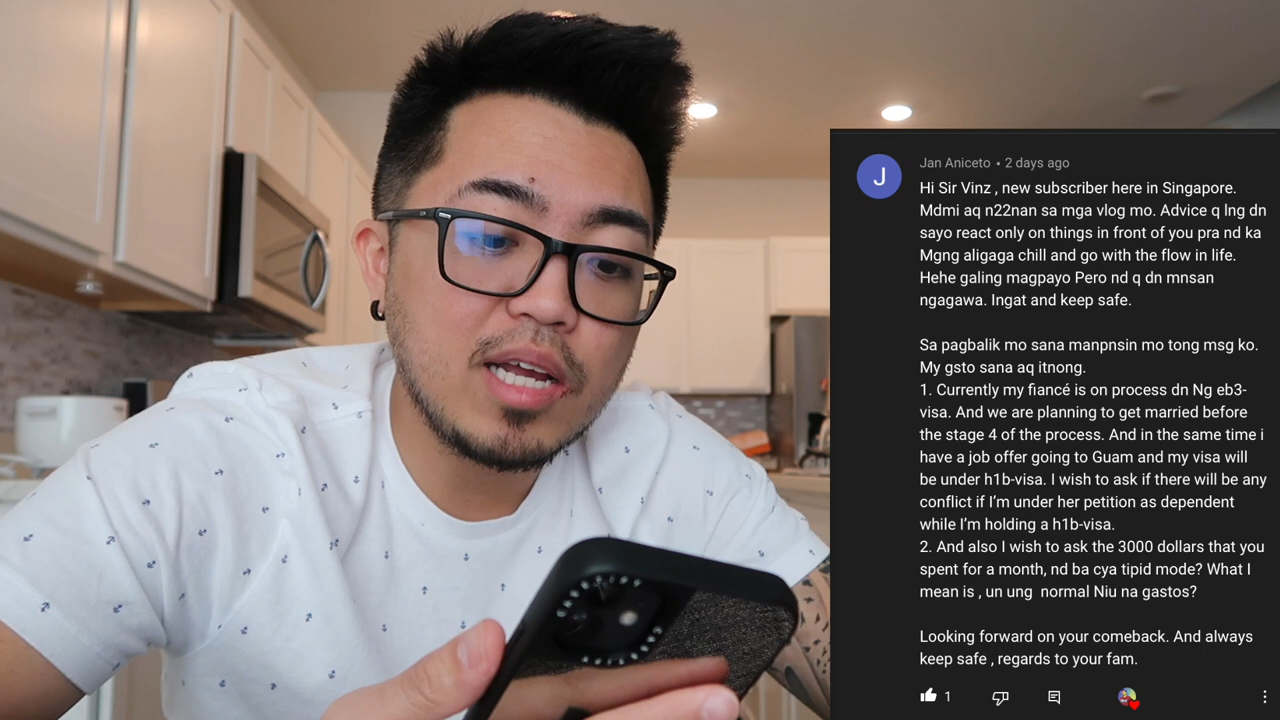 J
Jan Aniceto • 2 days ago
Hi Sir Vinz , new subscriber here in Singapore.
Mdmi aq n22nan sa mga vlog mo. Advice q lng dn
sayo react only on things in front of you pra nd ka
Mgng aligaga chill and go with the flow in life.
Hehe galing magpayo Pero nd q dn mnsan
ngagawa. Ingat and keep safe.
Sa pagbalik mo sana manpnsin mo tong msg ko.
My gsto sana aq itnong.
1. Currently my fiancé is on process dn Ng eb3-
visa. And we are planning to get married before
the stage 4 of the process. And in the same time i
have a job offer going to Guam and my visa will
be under h1b-visa. I wish to ask if there will be any
conflict if I’m under her petition as dependent
while I’m holding a h1b-visa.
2. And also I wish to ask the 3000 dollars that you
spent for a month, nd ba cya tipid mode? What I
mean is , un ung  normal Niu na gastos?
Looking forward on your comeback. And always
keep safe , regards to your fam.
1